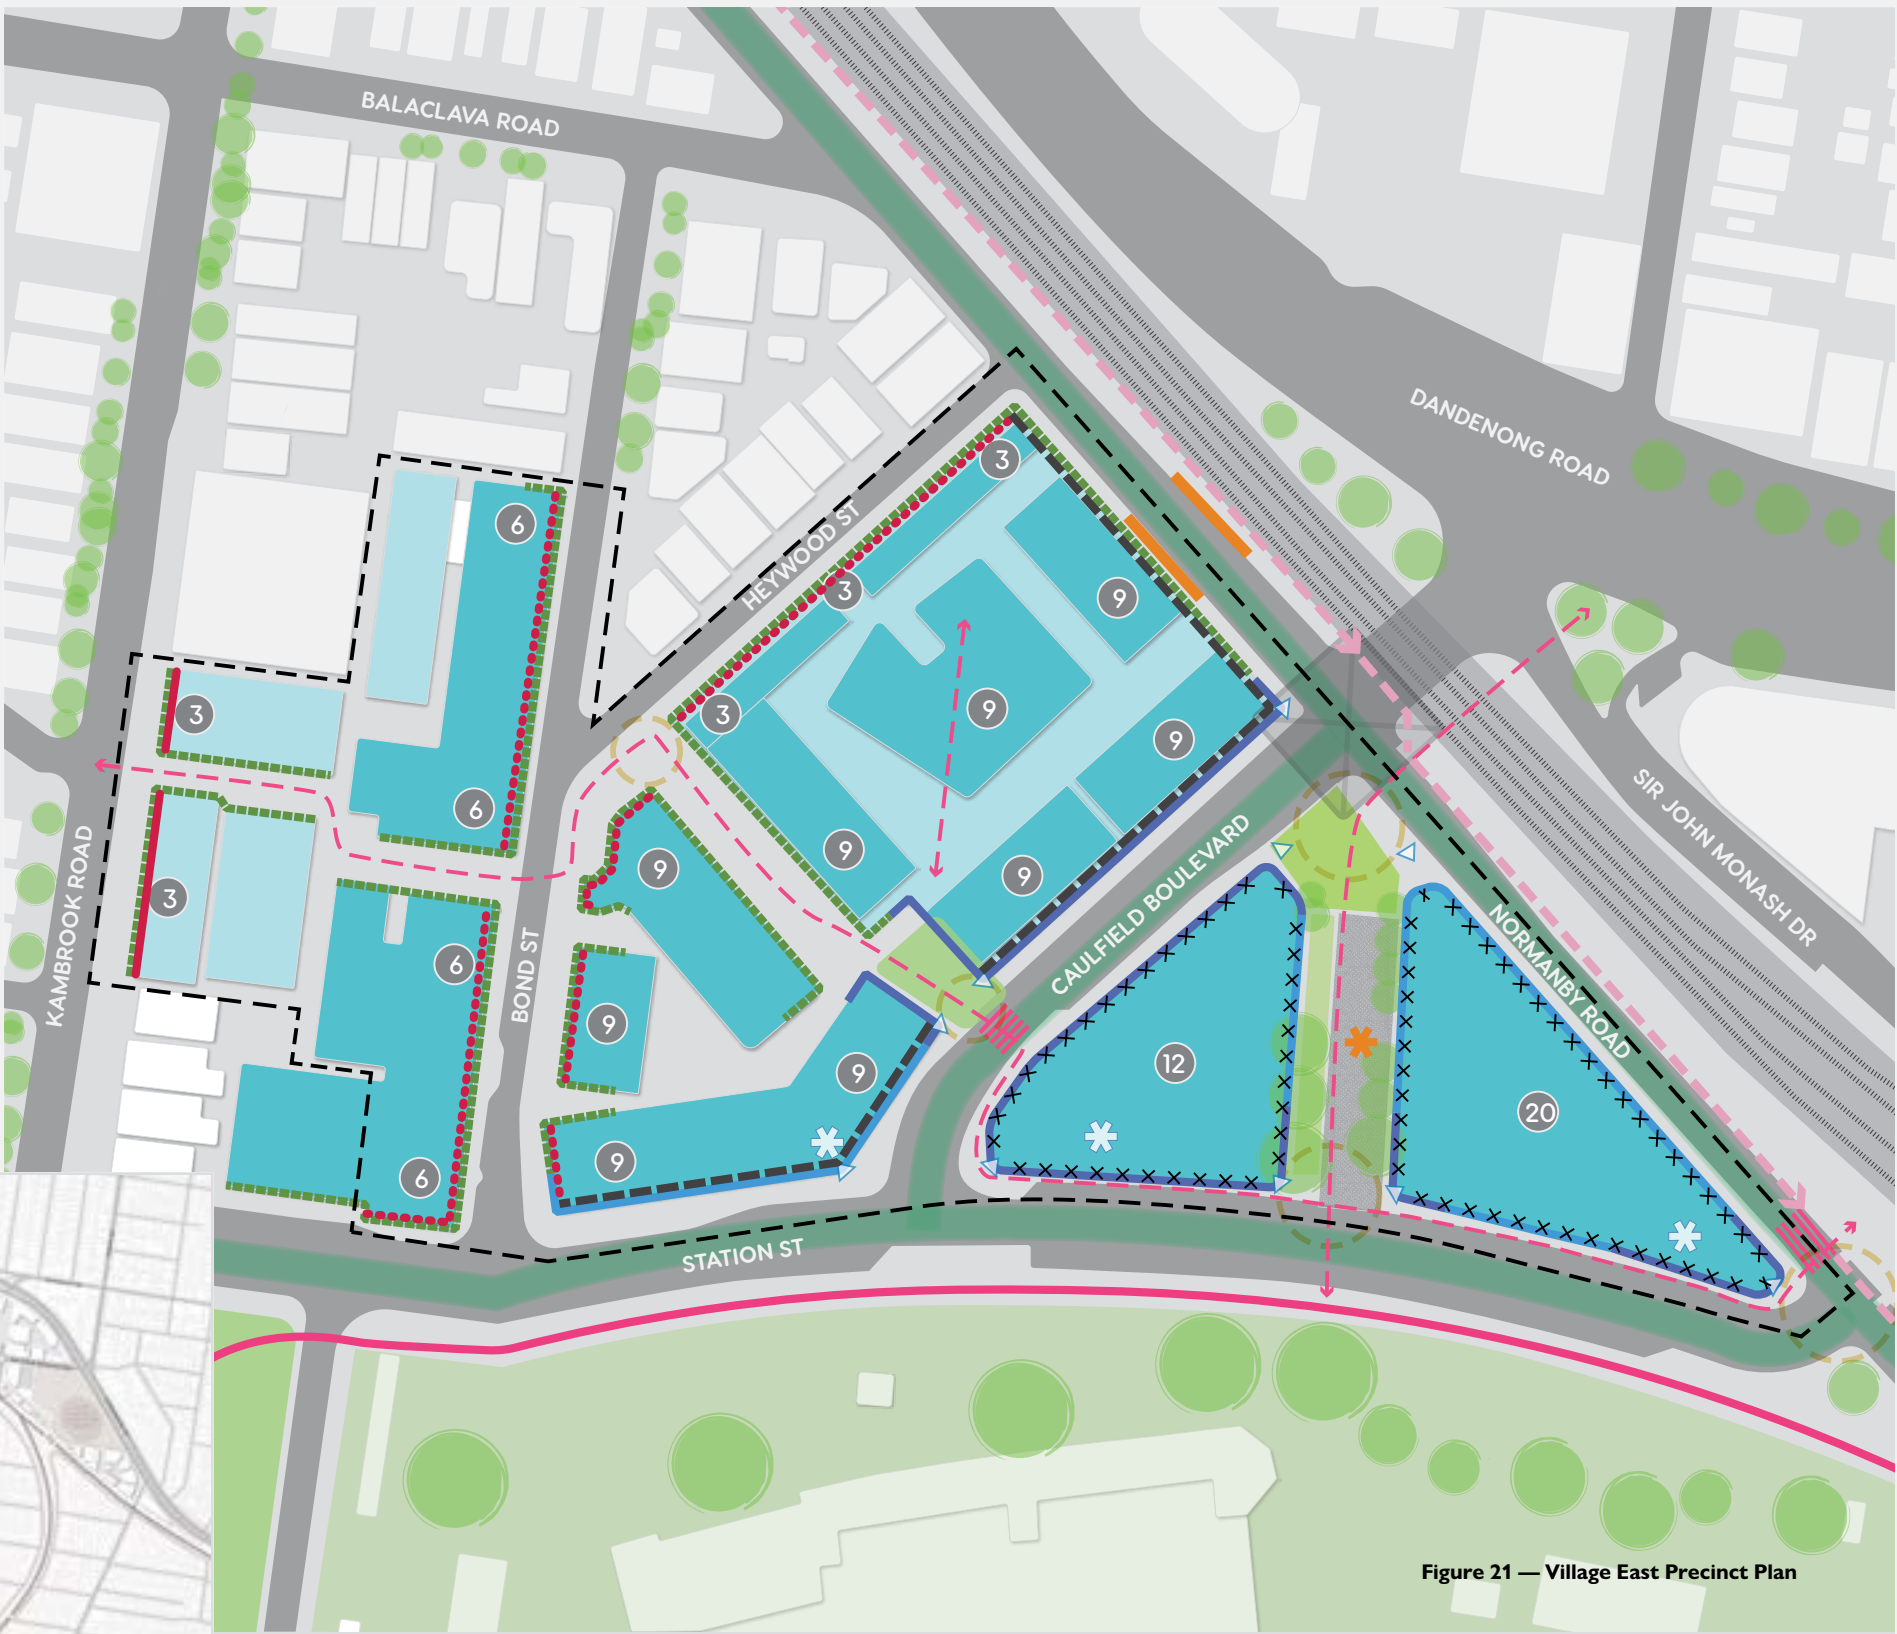 BALACLAVA ROAD
DANDENONG ROAD
3
6
HEYWOOD ST
3
9
3
3
9
9
SIR JOHN MONASH DR
6
9
9
9
9
CAULFIELD BOULEVARD
3
KAMBROOK ROAD
6
BOND ST
NORMANBY ROAD
9
9
12
20
9
6
STATION ST
Figure 21 — Village East Precinct Plan